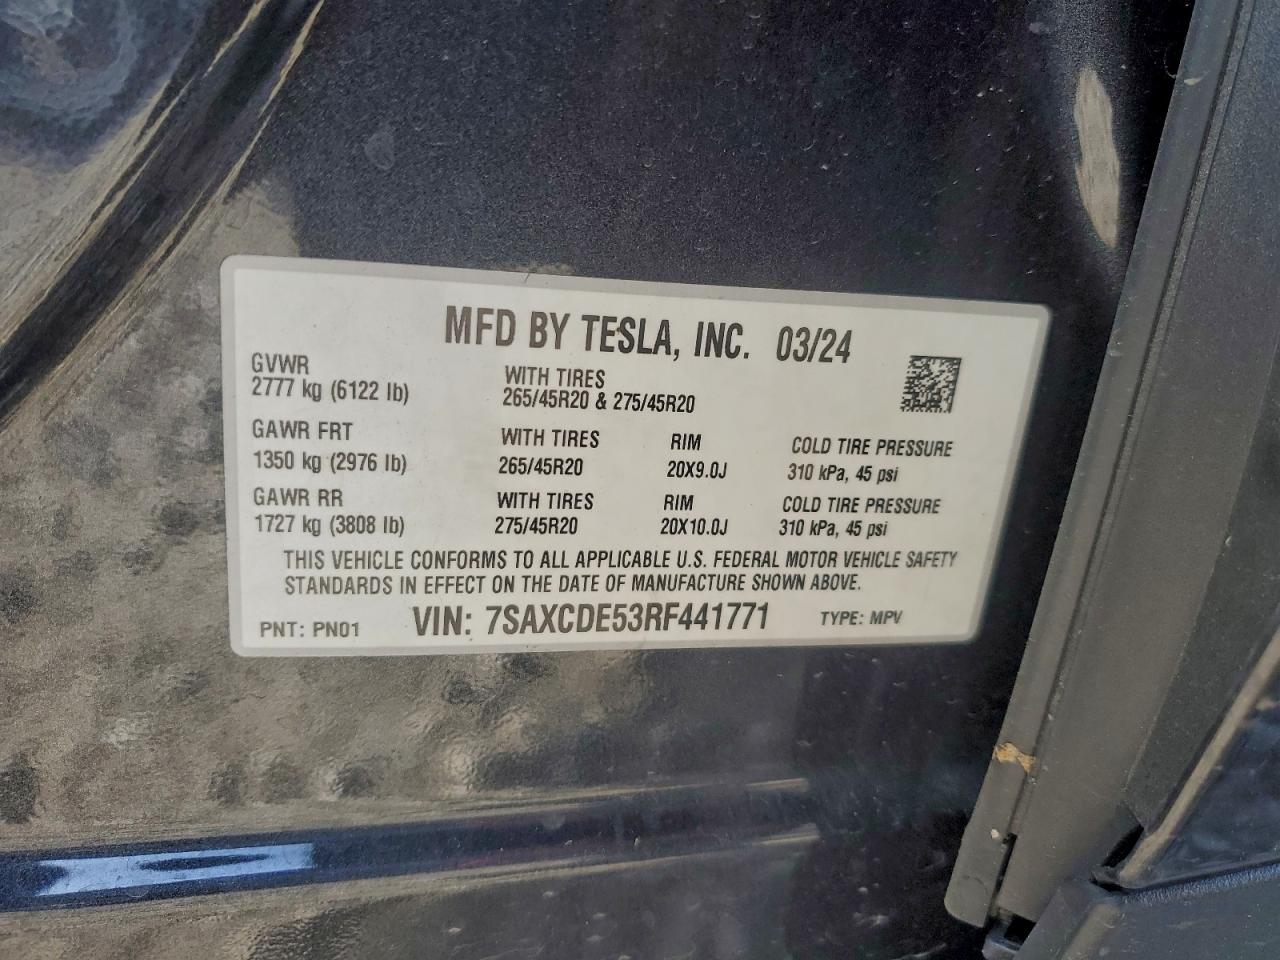 MFD BY TESLA, INC. 03/24
GVWR
2777 kg (6122 lb)
WITH TIRES
265/45R20 & 275/45R20
GAWR FRT WITH TIRES RIM COLD TIRE PRESSURE
1350 kg (2976 lb) 265/45R20 20X9.0J 310 kPa, 45 psi
GAWR RR WITH TIRES RIM COLD TIRE PRESSURE
1727 kg (3808 lb) 275/45R20 20X10.0J 310 kPa, 45 psi
THIS VEHICLE CONFORMS TO ALL APPLICABLE U.S. FEDERAL MOTOR VEHICLE SAFETY
STANDARDS IN EFFECT ON THE DATE OF MANUFACTURE SHOWN ABOVE.
PNT: PN01 VIN: 7SAXCDE53RF441771 TYPE: MPV